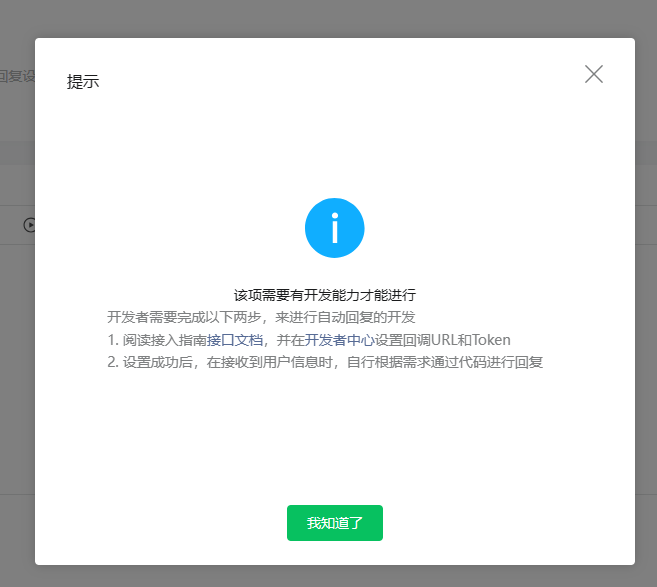 回复设
提示
该项需要有开发能力才能进行
开发者需要完成以下两步，来进行自动回复的开发
1. 阅读接入指南接口文档，并在开发者中心设置回调URL和Token
2. 设置成功后，在接收到用户信息时，自行根据需求通过代码进行回复
我知道了